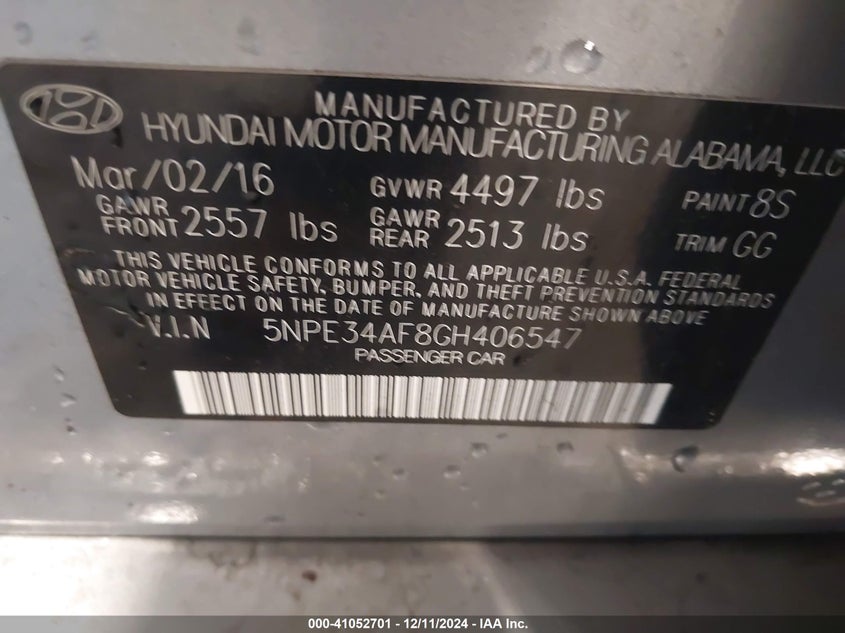 MANUFACTURED BY
HYUNDAI MOTOR MANUFACTURING ALABAMA, LLC
Mar/02/16 GVWR 4497 lbs PAINT 8S
GAWR FRONT 2557 lbs GAWR REAR 2513 lbs TRIM GG
THIS VEHICLE CONFORMS TO ALL APPLICABLE U.S.A. FEDERAL
MOTOR VEHICLE SAFETY, BUMPER, AND THEFT PREVENTION STANDARDS
IN EFFECT ON THE DATE OF MANUFACTURE SHOWN ABOVE
V.I.N 5NPE34AF8GH406547
PASSENGER CAR
000-41052701 - 12/11/2024 - IAA Inc.